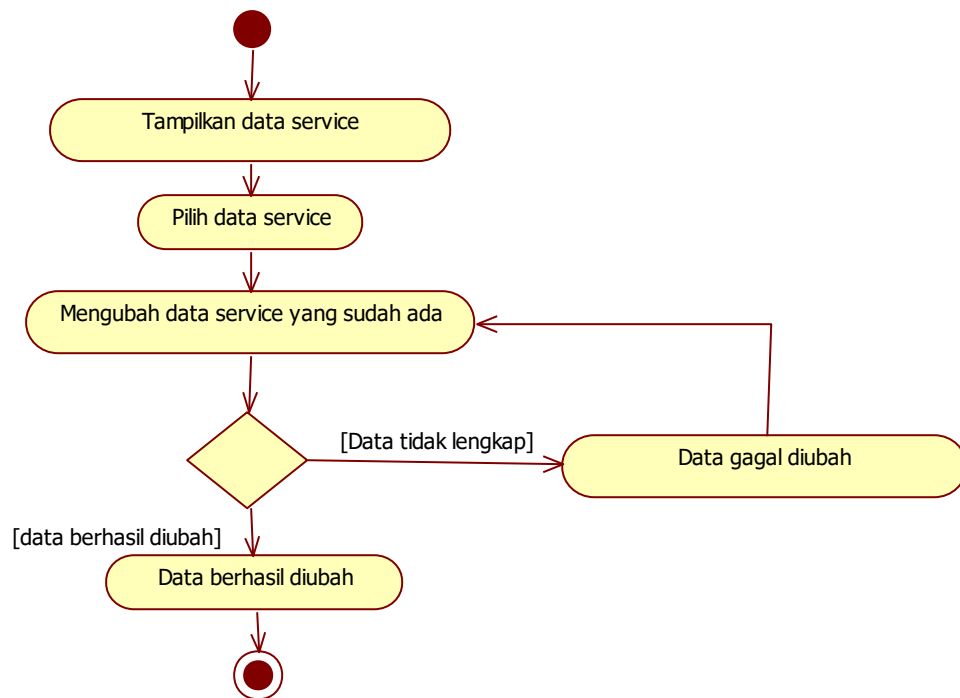 Tampilkan data service
Pilih data service
Mengubah data service yang sudah ada
[Data tidak lengkap]
Data gagal diubah
[data berhasil diubah]
Data berhasil diubah